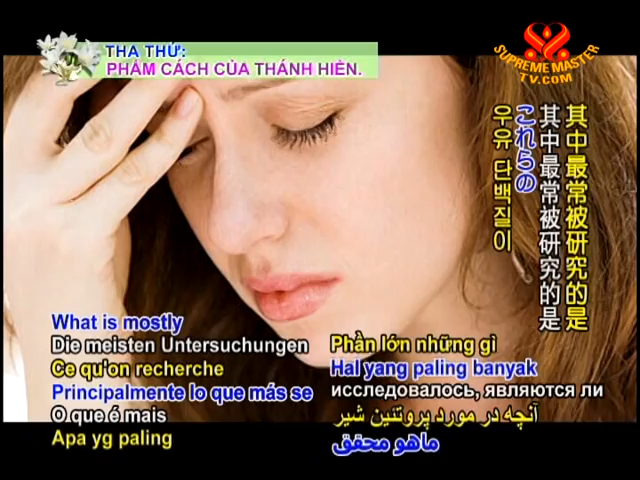 THA THỨ:
PHẨM CÁCH CỦA THÁNH HIỀN.
SUPREME MASTER
TV.COM
其中最常被研究的是
其中最常被研究的是
これらの
우유 단백질이
What is mostly
Die meisten Untersuchungen
Ce qu'on recherche
Principalmente lo que más se
O que é mais
Apa yg paling
Phần lớn những gì
Hal yang paling banyak
исследовалось, являются ли
آنچه در مورد پروتئین شیر
ماهو محقق